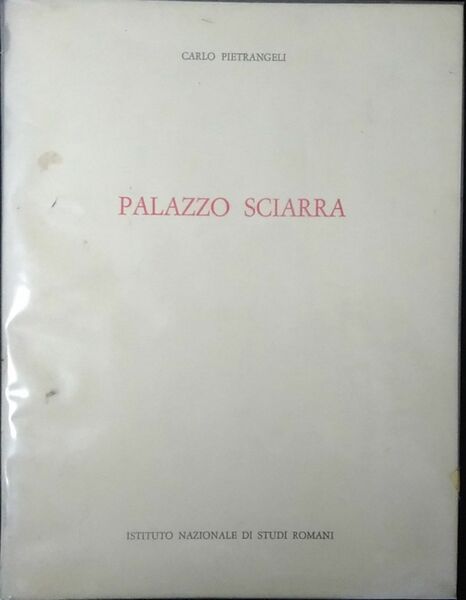 CARLO PIETRANGELI
PALAZZO SCIARRA
ISTITUTO NAZIONALE DI STUDI ROMANI